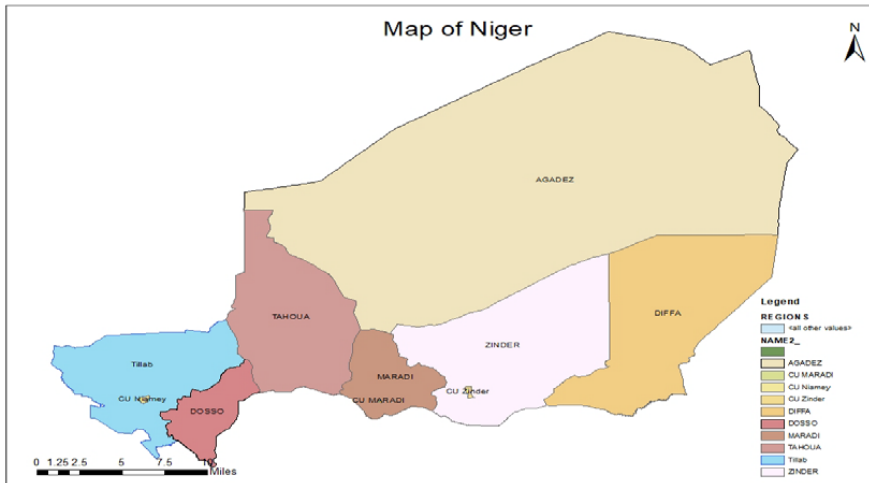 Map of Niger
N
AGADEZ
TAHOUA
DIFFA
ZINDER
Tillab
MARADI
CU Zinder
CU Niamey
CU MARADI
DOSSO
Legend
REGIONS
<all other values>
NAME2_
AGADEZ
CU MARADI
CU Niamey
CU Zinder
DIFFA
DOSSO
MARADI
TAHOUA
Tillab
ZINDER
0 1.25 2.5 5 7.5 10
Miles